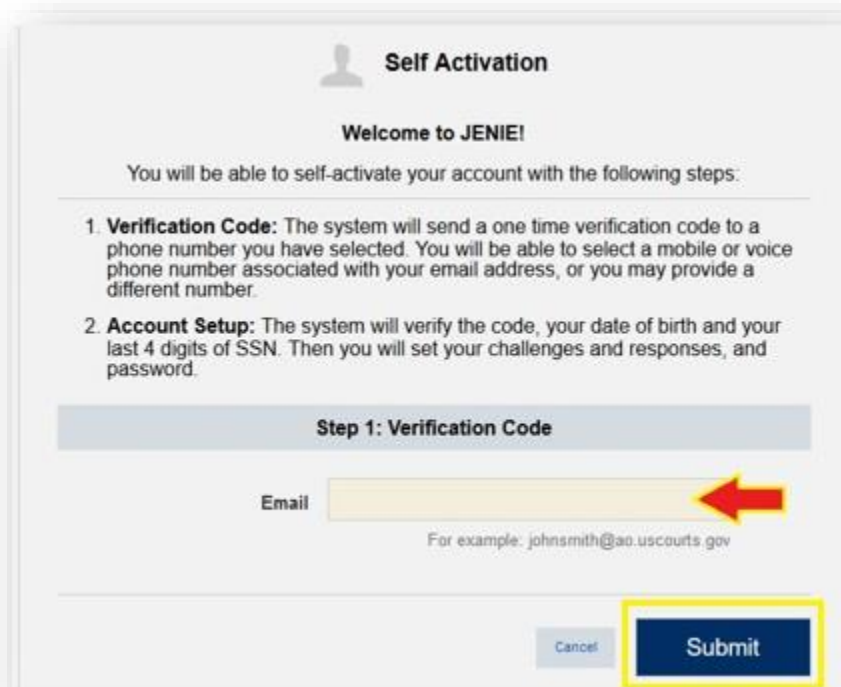 Self Activation
Welcome to JENIE!
You will be able to self-activate your account with the following steps:
1. Verification Code: The system will send a one time verification code to a
phone number you have selected. You will be able to select a mobile or voice
phone number associated with your email address, or you may provide a
different number.
2. Account Setup: The system will verify the code, your date of birth and your
last 4 digits of SSN. Then you will set your challenges and responses, and
password.
Step 1: Verification Code
Email
For example: johnsmith@ao.uscourts.gov
Cancel Submit